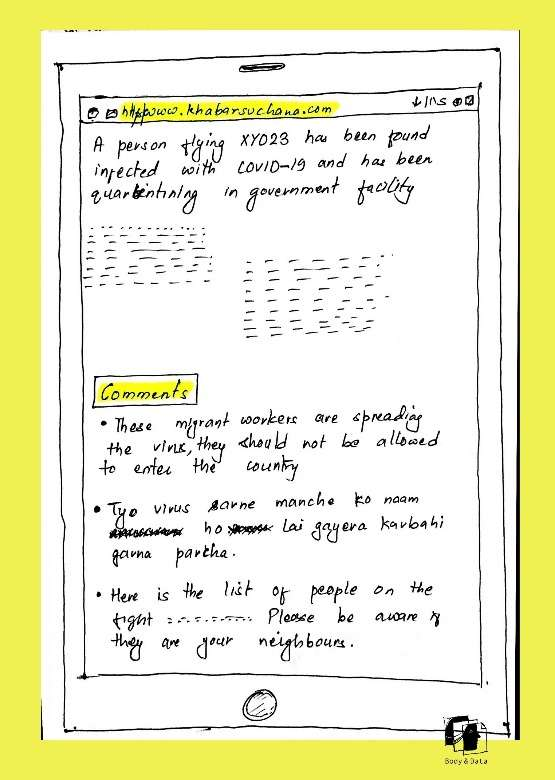 https://www.khabarsuchana.com
A person flying XYO23 has been found
infected with COVID-19 and has been
quarentining in government facility
Comments
• These migrant workers are spreading
the virus, they should not be allowed
to enter the country
• Tyo virus sarne manche ko naam
ho lai gayera karbahi
garna parcha.
• Here is the list of people on the
flight .......... Please be aware if
they are your neighbours.
Body & Data